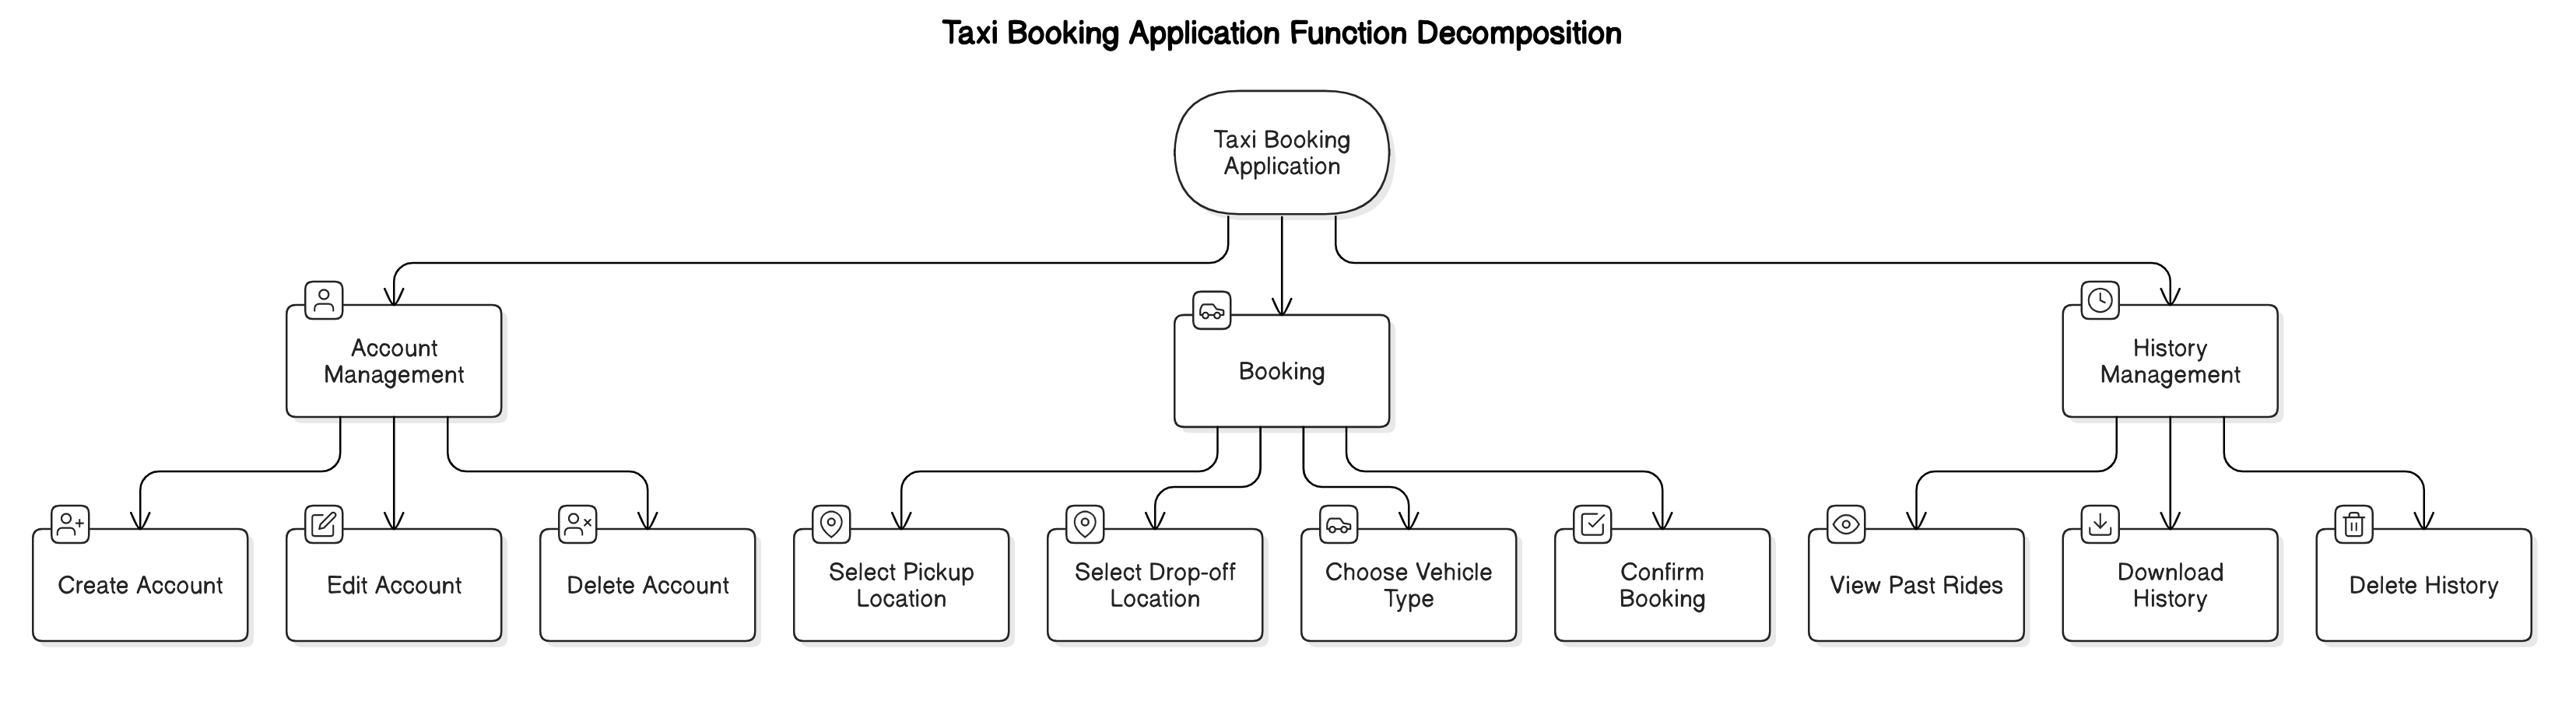 Taxi Booking Application Function Decomposition
Taxi Booking
Application
Account
Management
Booking
History
Management
Create Account
Edit Account
Delete Account
Select Pickup
Location
Select Drop-off
Location
Choose Vehicle
Type
Confirm
Booking
View Past Rides
Download
History
Delete History